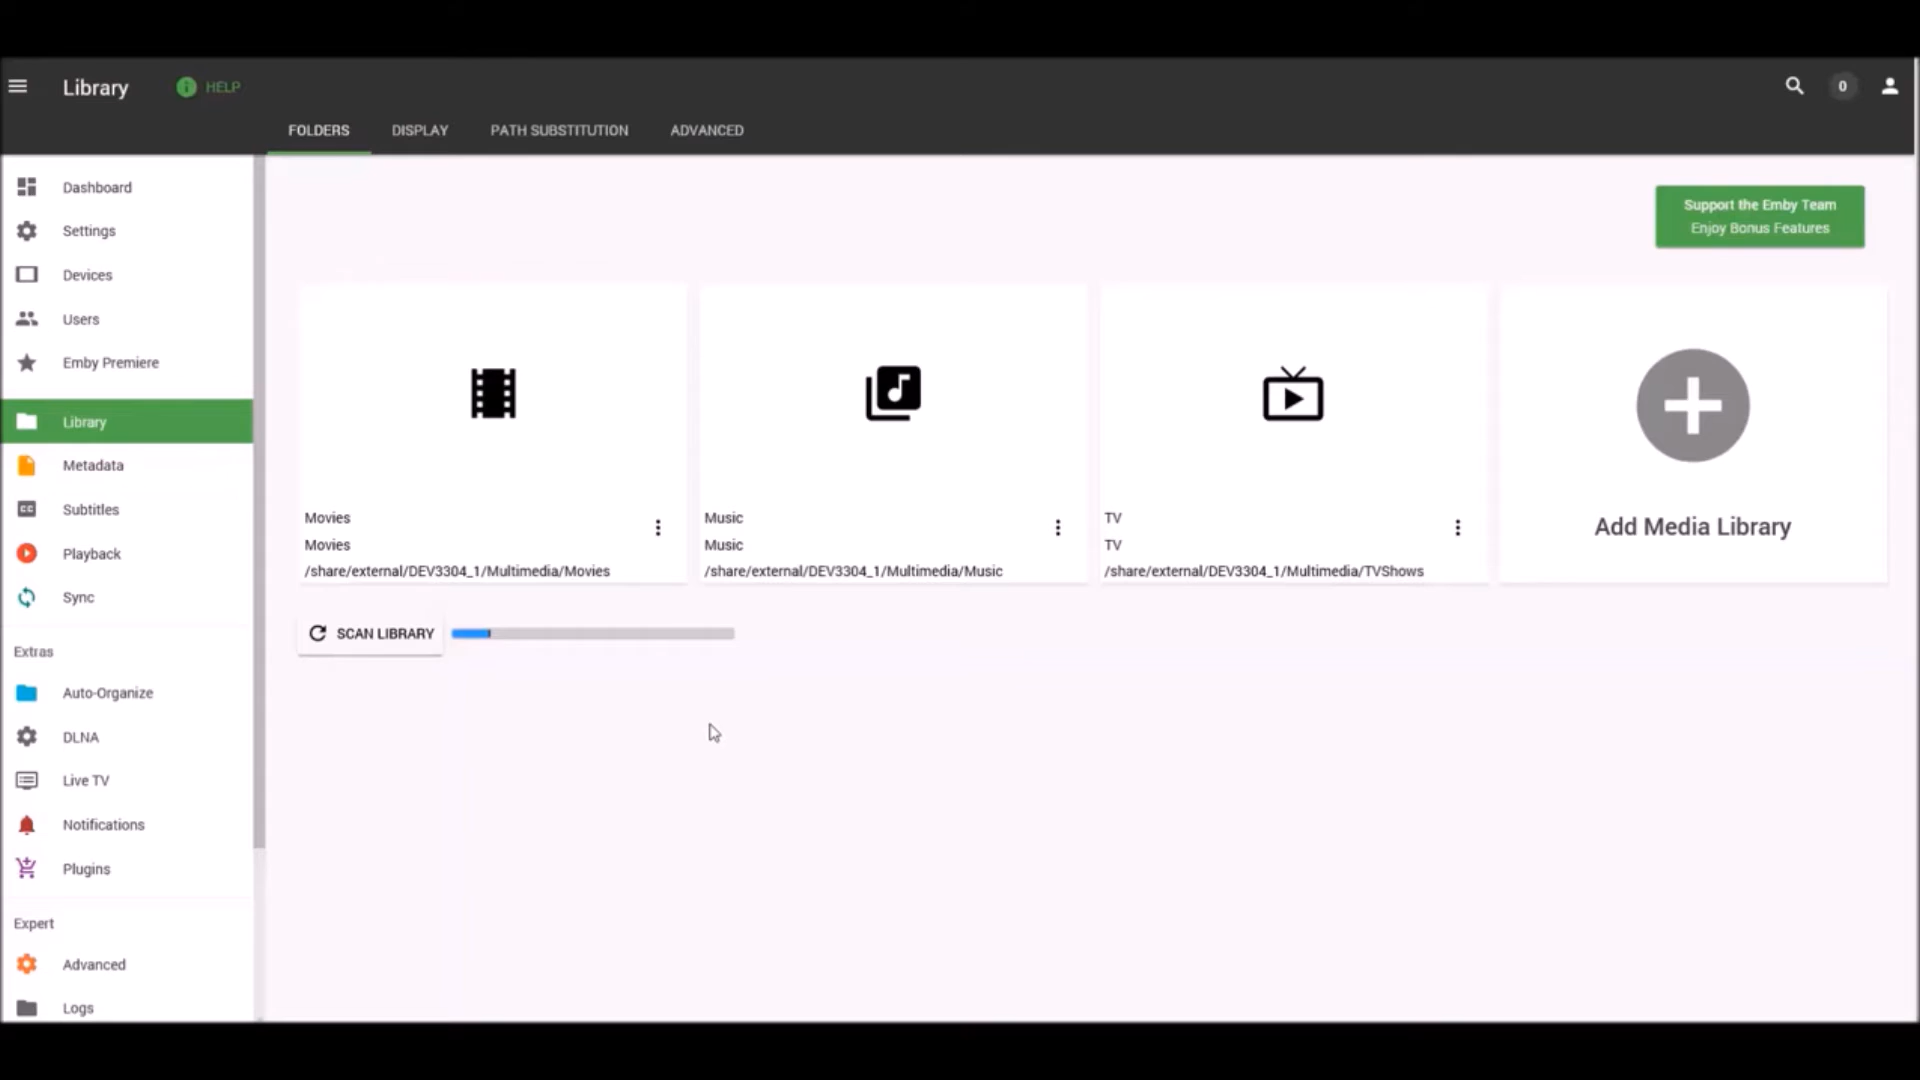 Library
HELP
0
FOLDERS
DISPLAY
PATH SUBSTITUTION
ADVANCED
Dashboard
Settings
Devices
Users
Emby Premiere
Library
Metadata
CC
Subtitles
Playback
Sync
Extras
Auto-Organize
DLNA
Live TV
Notifications
Plugins
Expert
Advanced
Logs
Support the Emby Team
Enjoy Bonus Features
Movies
Movies
/share/external/DEV3304_1/Multimedia/Movies
Music
Music
/share/external/DEV3304_1/Multimedia/Music
TV
TV
/share/external/DEV3304_1/Multimedia/TVShows
Add Media Library
SCAN LIBRARY